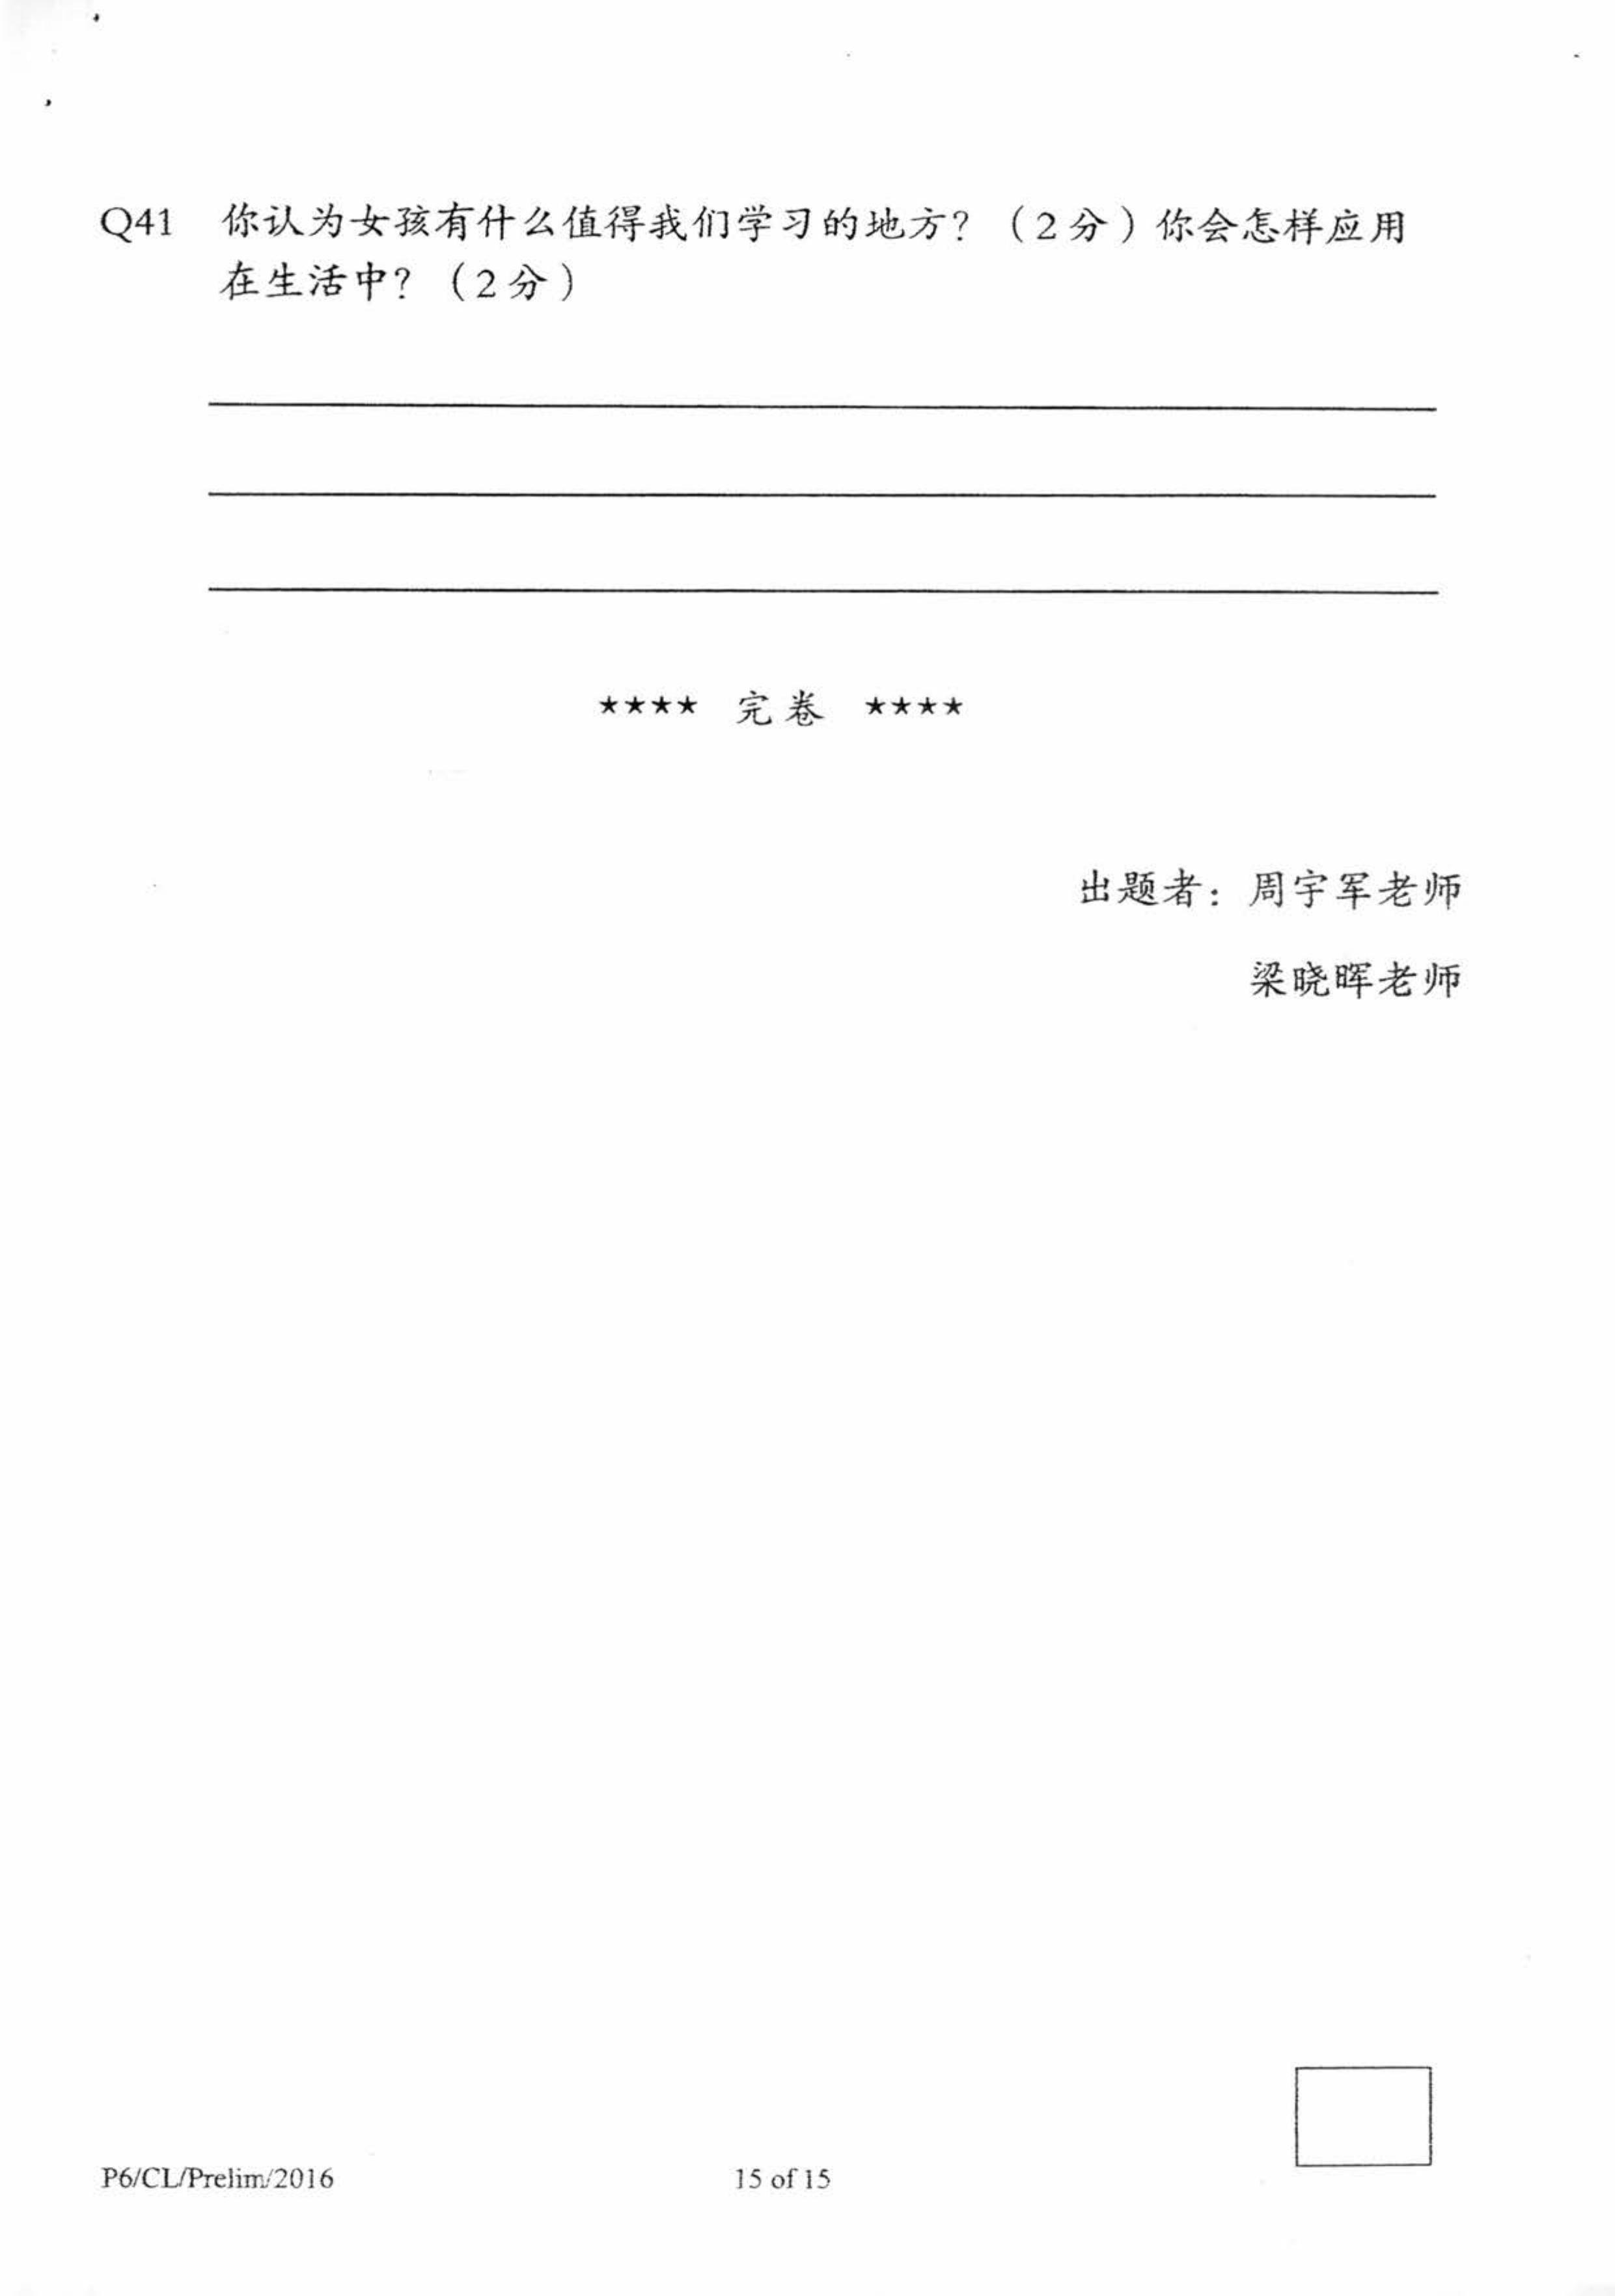 Q41 你认为女孩有什么值得我们学习的地方？（2分）你会怎样应用
在生活中？（2分）
**** 完卷 ****
出题者：周宇军老师
梁晓晖老师
P6/CL/Prelim/2016
15 of 15